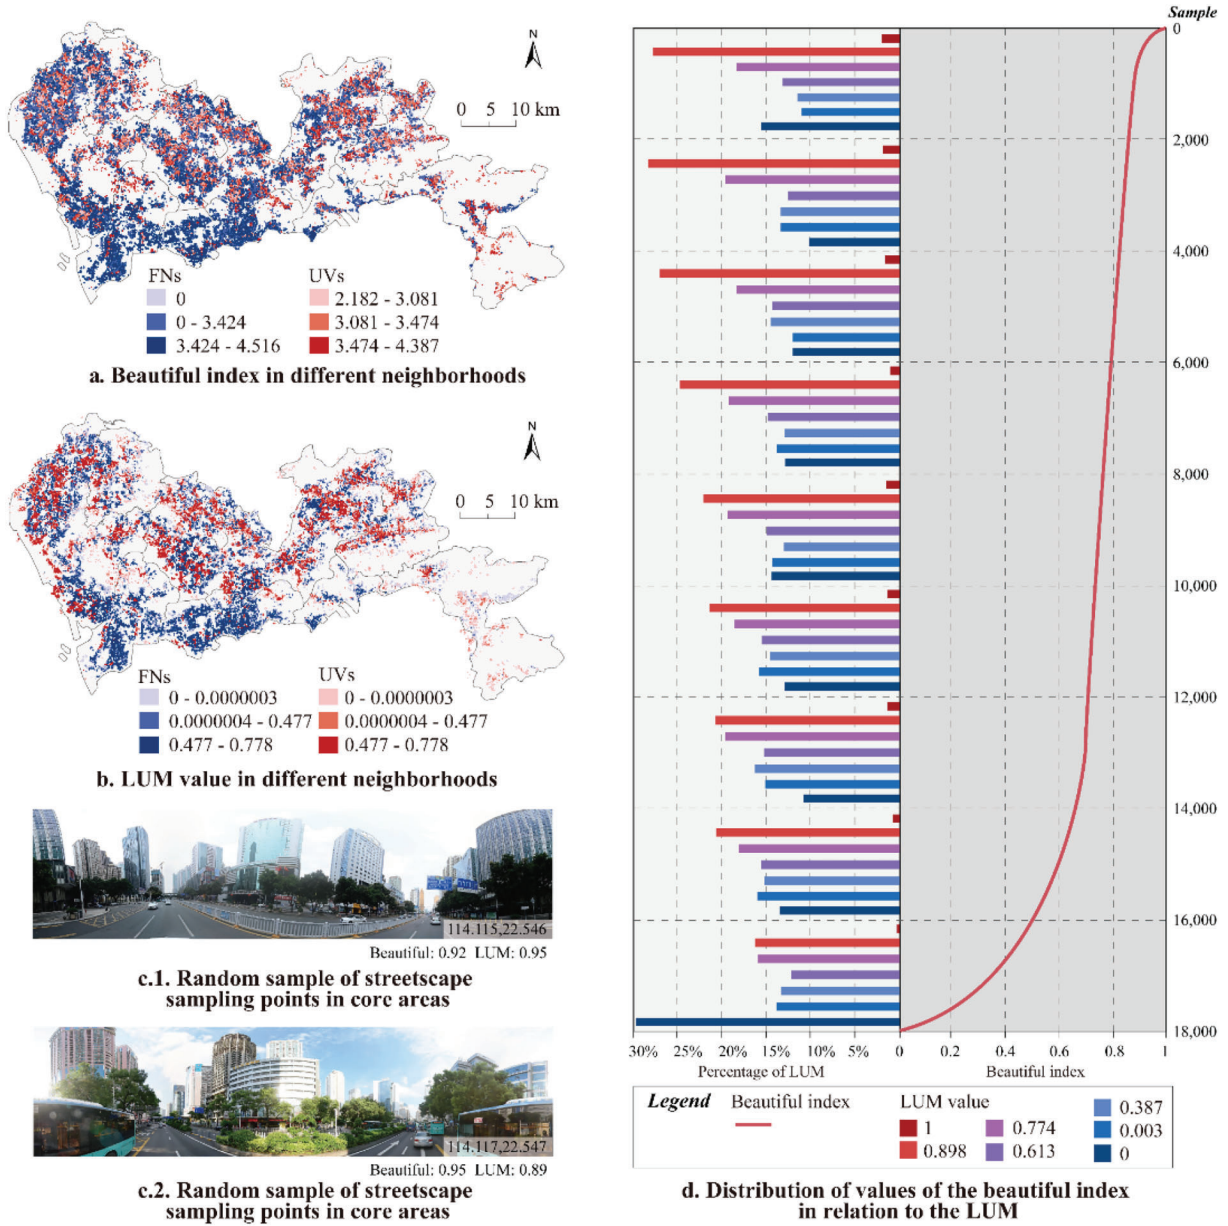 N
0 5 10 km
FNs
0
0 - 3.424
3.424 - 4.516
UVs
2.182 - 3.081
3.081 - 3.474
3.474 - 4.387
a. Beautiful index in different neighborhoods
N
0 5 10 km
FNs
0 - 0.0000003
0.0000004 - 0.477
0.477 - 0.778
UVs
0 - 0.0000003
0.0000004 - 0.477
0.477 - 0.778
b. LUM value in different neighborhoods
114.115,22.546
Beautiful: 0.92 LUM: 0.95
c.1. Random sample of streetscape
sampling points in core areas
114.117,22.547
Beautiful: 0.95 LUM: 0.89
c.2. Random sample of streetscape
sampling points in core areas
Sample
0
2,000
4,000
6,000
8,000
10,000
12,000
14,000
16,000
18,000
30% 25% 20% 15% 10% 5% 0 0.2 0.4 0.6 0.8 1
Percentage of LUM
Beautiful index
Legend
Beautiful index
LUM value
1
0.898
0.774
0.613
0.387
0.003
0
d. Distribution of values of the beautiful index
in relation to the LUM